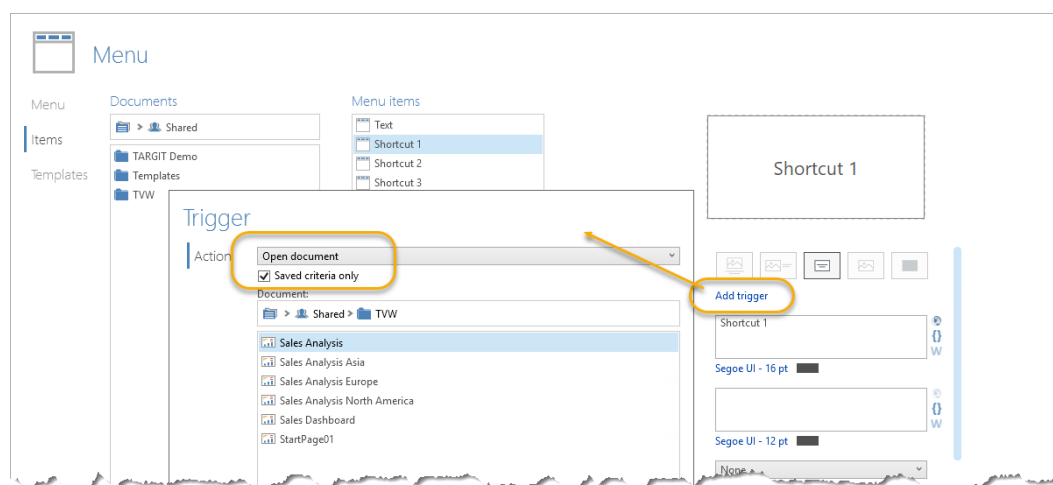 Menu
Menu
Items
Templates
Documents
> Shared
TARGIT Demo
Templates
TVW
Menu items
Text
Shortcut 1
Shortcut 2
Shortcut 3
Shortcut 1
Trigger
Action
Open document
Saved criteria only
Document:
> Shared > TVW
Sales Analysis
Sales Analysis Asia
Sales Analysis Europe
Sales Analysis North America
Sales Dashboard
StartPage01
Add trigger
Shortcut 1
{}
W
Segoe UI - 16 pt
{}
W
Segoe UI - 12 pt
None